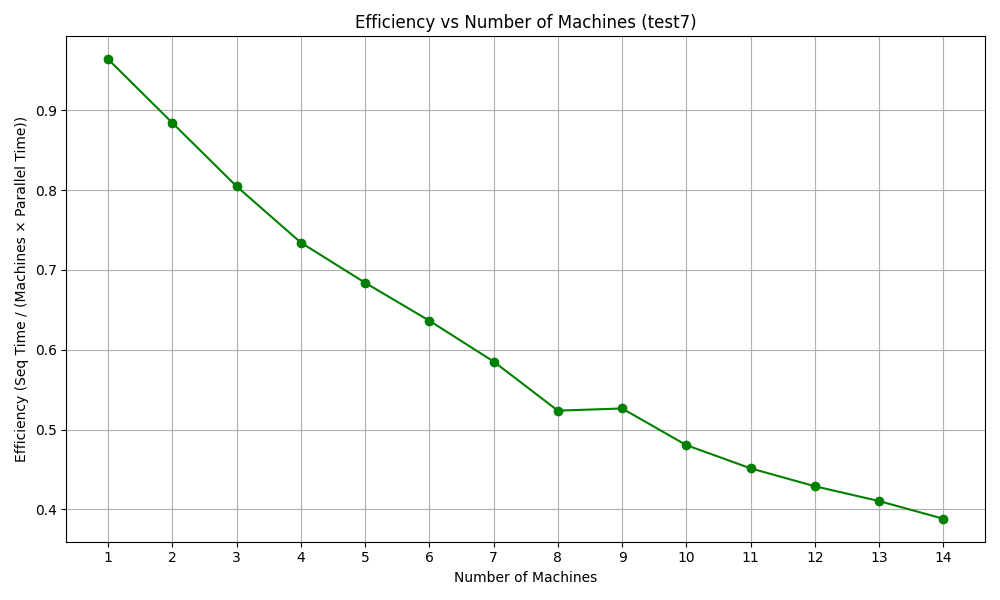 Efficiency vs Number of Machines (test7)
Efficiency (Seq Time / (Machines × Parallel Time))
0.9
0.8
0.7
0.6
0.5
0.4
1 2 3 4 5 6 7 8 9 10 11 12 13 14
Number of Machines